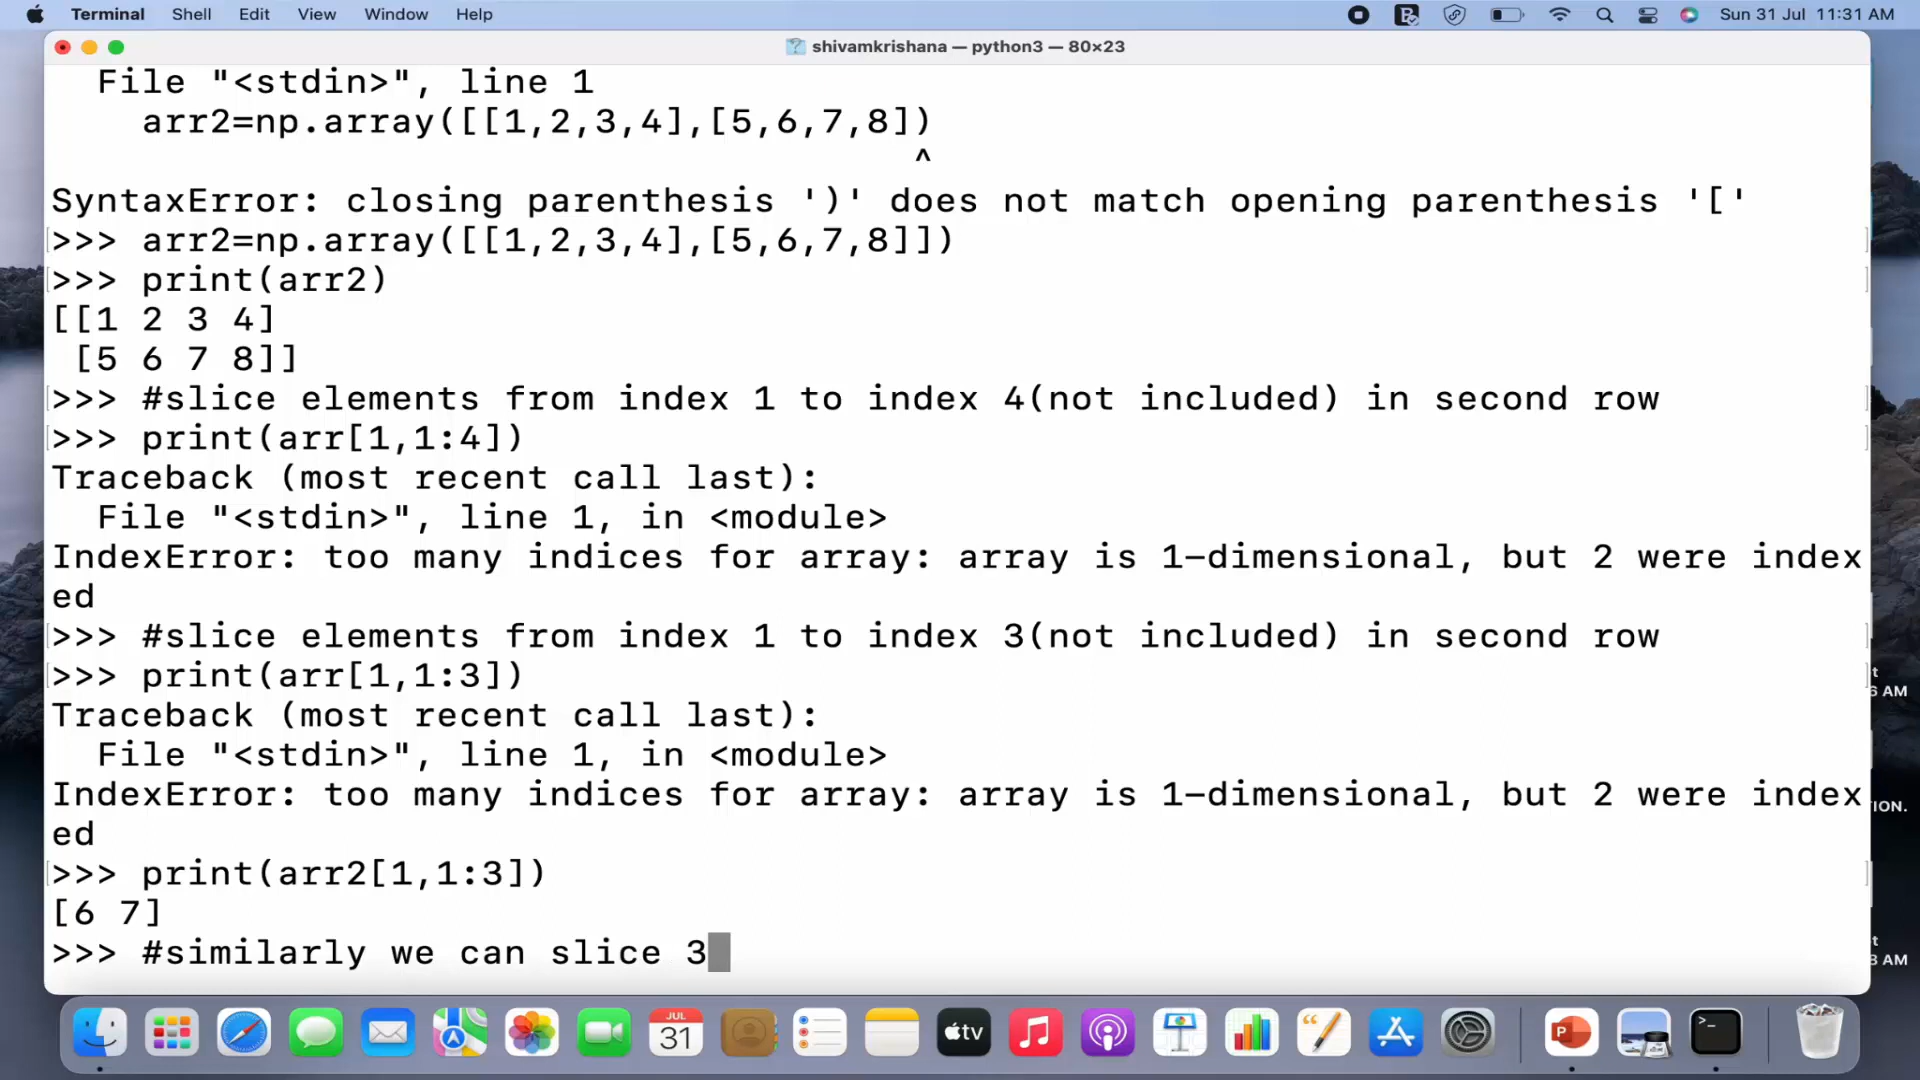 Terminal Shell Edit View Window Help Sun 31 Jul 11:31 AM
shivamkrishana — python3 — 80×23
File "<stdin>", line 1
arr2=np.array([[1,2,3,4],[5,6,7,8])
^
SyntaxError: closing parenthesis ')' does not match opening parenthesis '['
>>> arr2=np.array([[1,2,3,4],[5,6,7,8]])
>>> print(arr2)
[[1 2 3 4]
[5 6 7 8]]
>>> #slice elements from index 1 to index 4(not included) in second row
>>> print(arr[1,1:4])
Traceback (most recent call last):
File "<stdin>", line 1, in <module>
IndexError: too many indices for array: array is 1-dimensional, but 2 were index
ed
>>> #slice elements from index 1 to index 3(not included) in second row
>>> print(arr[1,1:3])
Traceback (most recent call last):
File "<stdin>", line 1, in <module>
IndexError: too many indices for array: array is 1-dimensional, but 2 were index
ed
>>> print(arr2[1,1:3])
[6 7]
>>> #similarly we can slice 3
JUL
31
tv